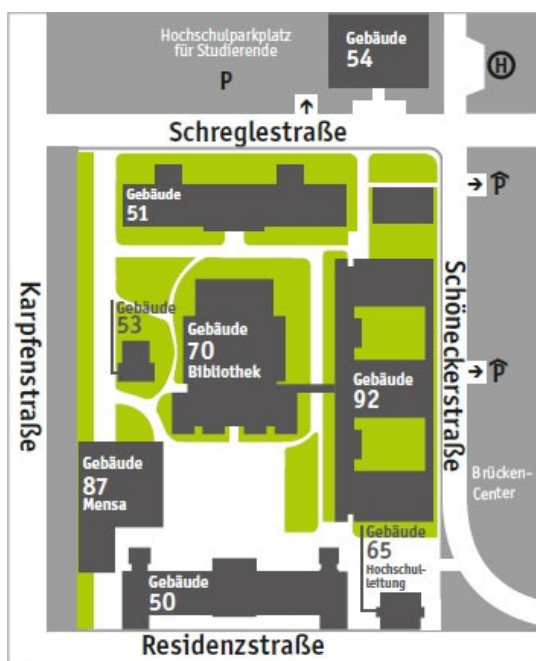 Hochschulparkplatz
für Studierende
P
Gebäude
54
H
Schreglestraße
Gebäude
51
P
Karpfenstraße
Schöneckerstraße
Gebäude
53
Gebäude
70
Bibliothek
P
Gebäude
92
Gebäude
87
Mensa
Brücken-
Center
Gebäude
65
Hochschul-
leitung
Gebäude
50
Residenzstraße